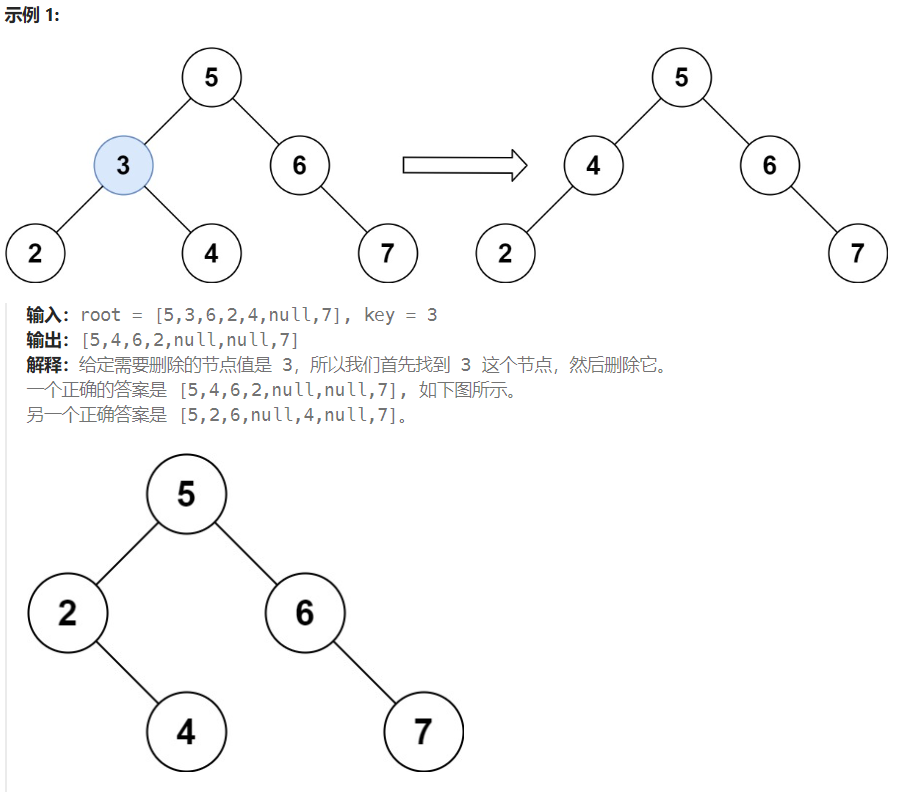 示例 1:
5
5
3
6
4
6
2
4
7
2
7
输入：root = [5,3,6,2,4,null,7], key = 3
输出：[5,4,6,2,null,null,7]
解释：给定需要删除的节点值是 3，所以我们首先找到 3 这个节点，然后删除它。
一个正确的答案是 [5,4,6,2,null,null,7], 如下图所示。
另一个正确答案是 [5,2,6,null,4,null,7]。
5
2
6
4
7